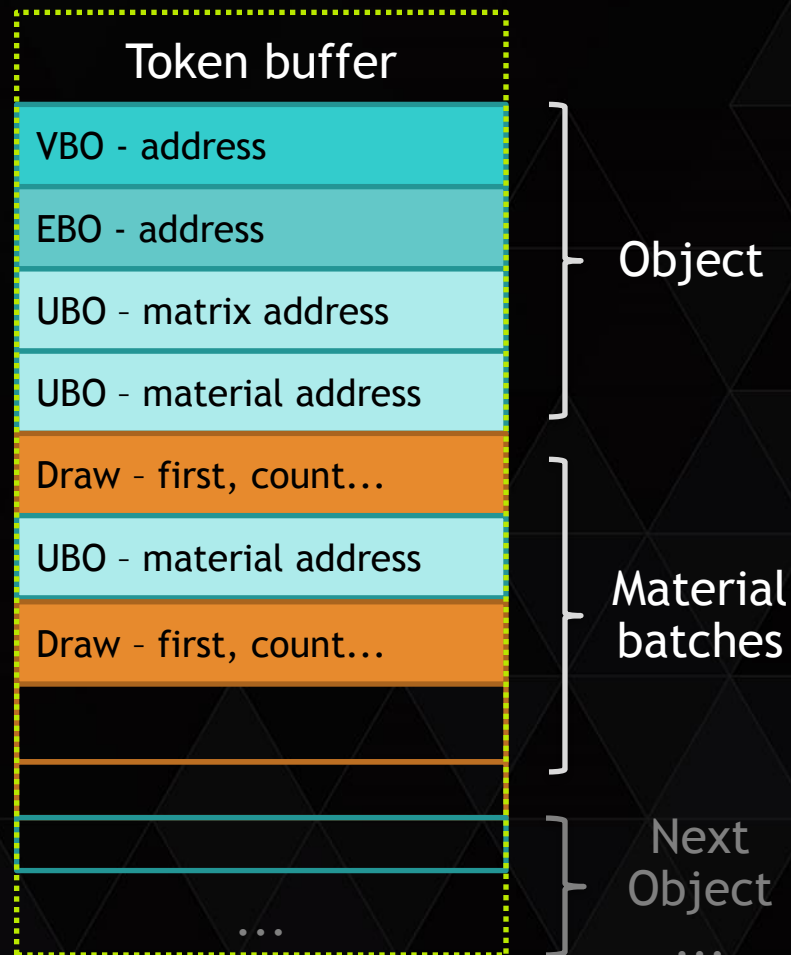 Token buffer
VBO - address
EBO - address
UBO – matrix address
UBO – material address
Draw – first, count...
UBO – material address
Draw – first, count...
...
Object
Material
batches
Next
Object
...